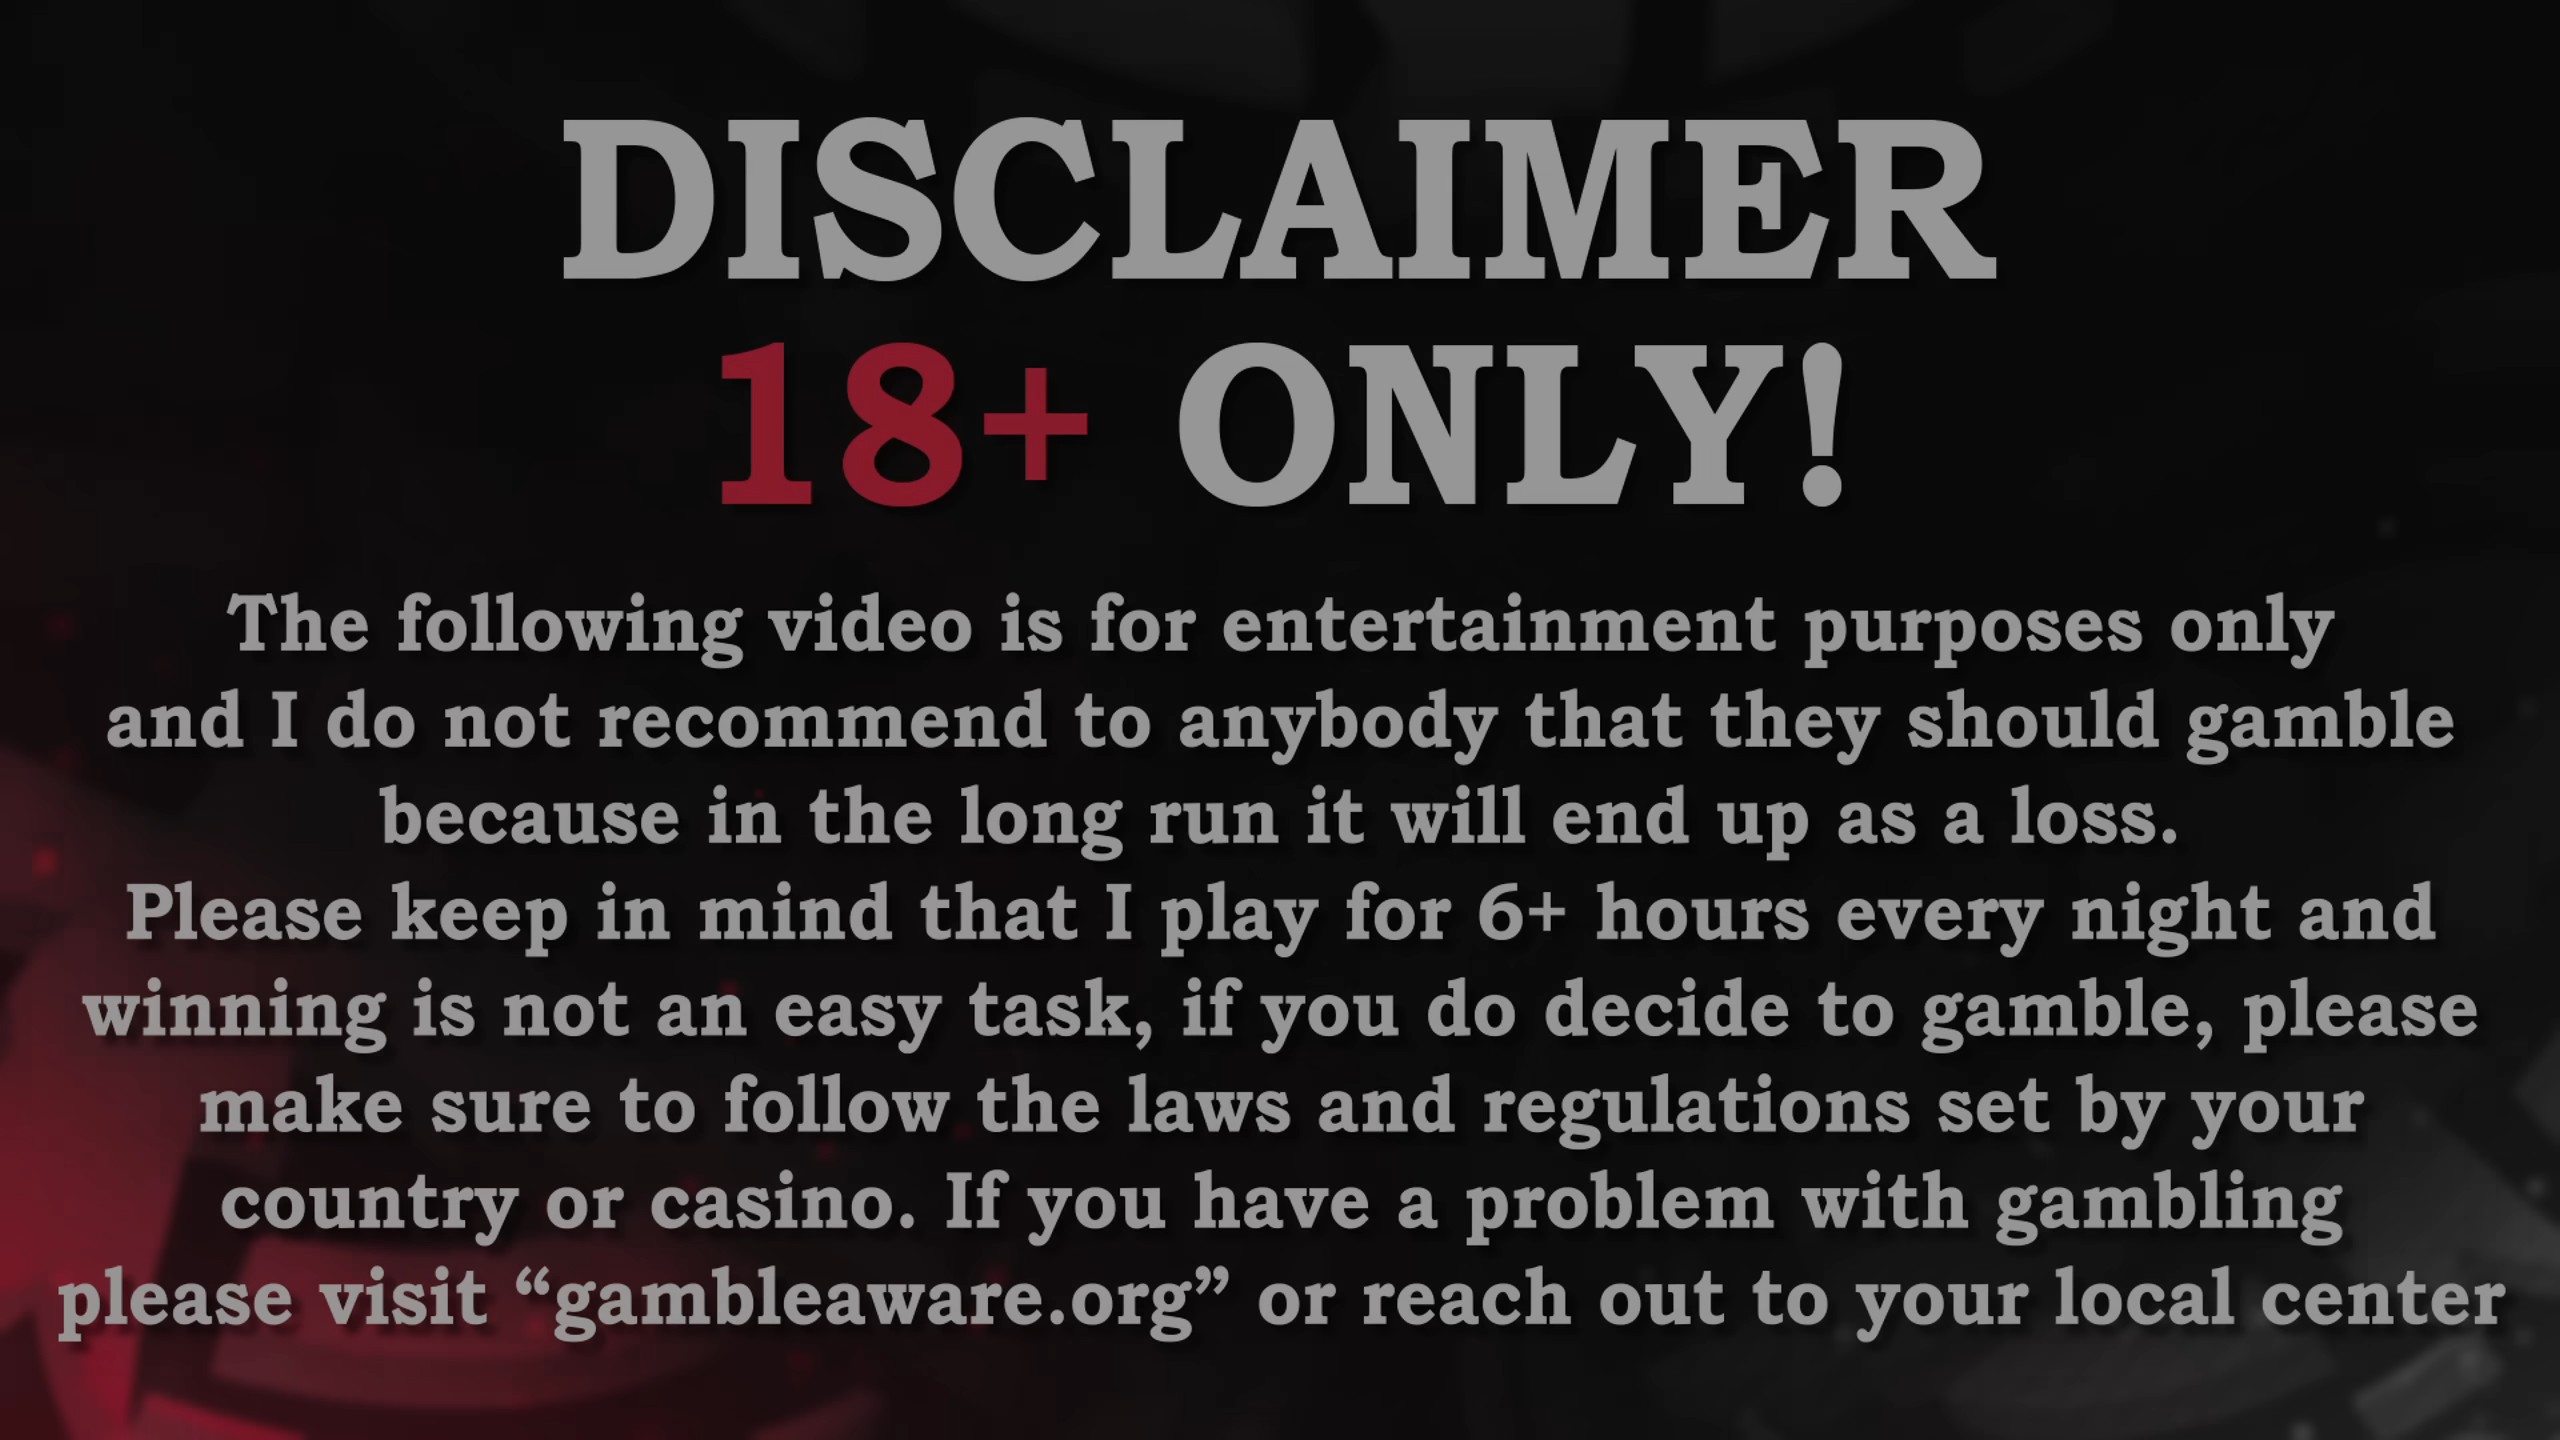 DISCLAIMER
18+ ONLY!
The following video is for entertainment purposes only
and I do not recommend to anybody that they should gamble
because in the long run it will end up as a loss.
Please keep in mind that I play for 6+ hours every night and
winning is not an easy task, if you do decide to gamble, please
make sure to follow the laws and regulations set by your
country or casino. If you have a problem with gambling
please visit “gambleaware.org” or reach out to your local center